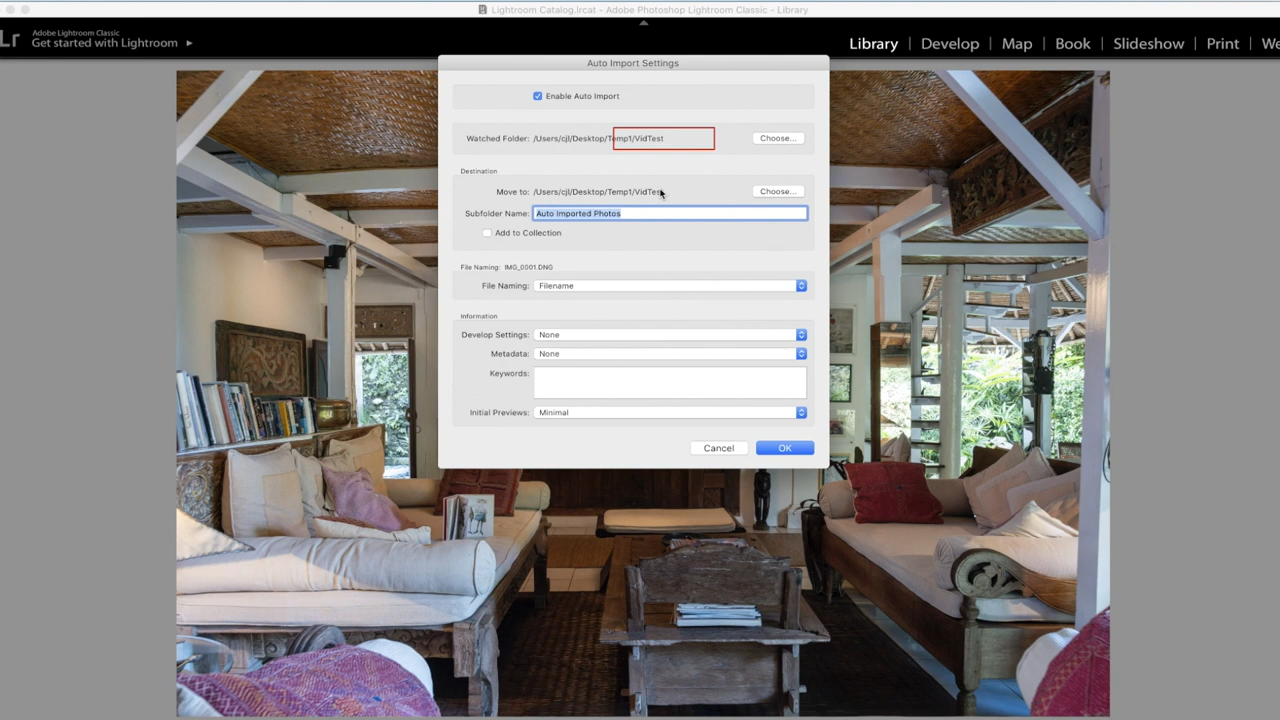 Lightroom Catalog.lrcat - Adobe Photoshop Lightroom Classic - Library
Lr
Adobe Lightroom Classic
Get started with Lightroom
Library | Develop | Map | Book | Slideshow | Print | We
Auto Import Settings
Enable Auto Import
Watched Folder: /Users/cjl/Desktop/Temp1/VidTest Choose...
Destination
Move to: /Users/cjl/Desktop/Temp1/VidTest Choose...
Subfolder Name: Auto Imported Photos
Add to Collection
File Naming: IMG_0001.DNG
File Naming: Filename
Information
Develop Settings: None
Metadata: None
Keywords:
Initial Previews: Minimal
Cancel OK